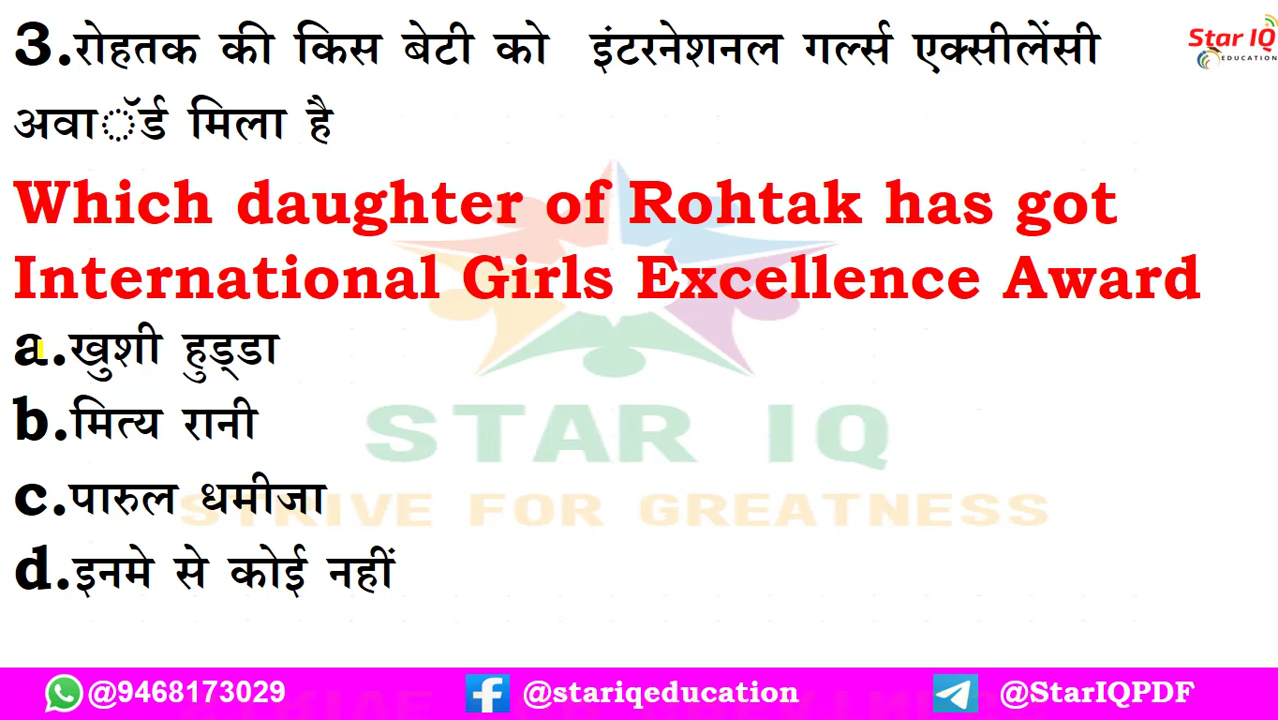 3.रोहतक की किस बेटी को इंटरनेशनल गर्ल्स एक्सीलेंसी
अवाॅर्ड मिला है
Which daughter of Rohtak has got
International Girls Excellence Award
a.खुशी हुड्डा
b.मित्य रानी
c.पारुल धमीजा
d.इनमे से कोई नहीं
Star IQ
EDUCATION
STAR IQ
STRIVE FOR GREATNESS
@9468173029 @stariqeducation @StarIQPDF